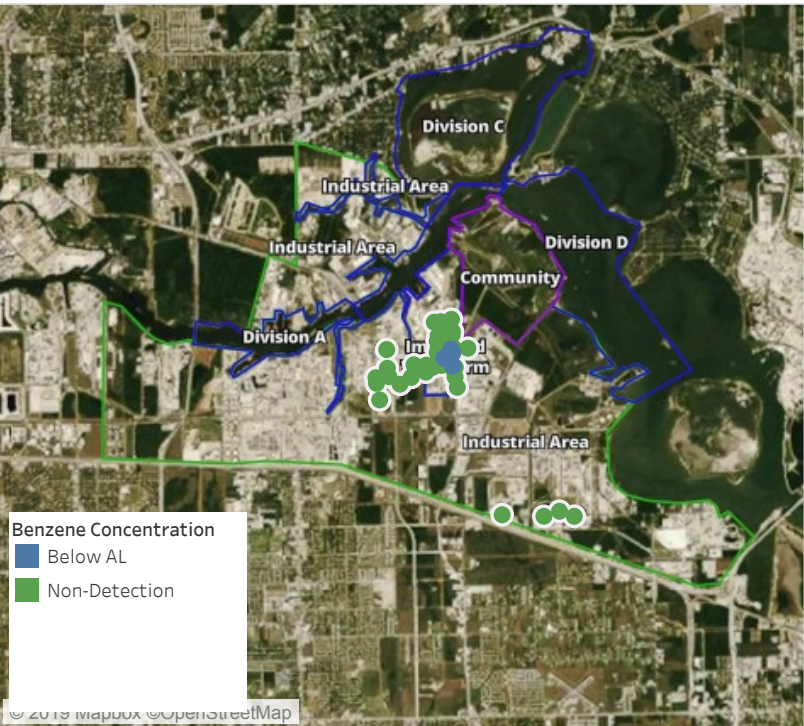 Division C
Industrial Area
Division D
Industrial Area
Community
Division A
Industrial Area
Benzene Concentration
Below AL
Non-Detection
© 2019 Mapbox ©OpenStreetMap